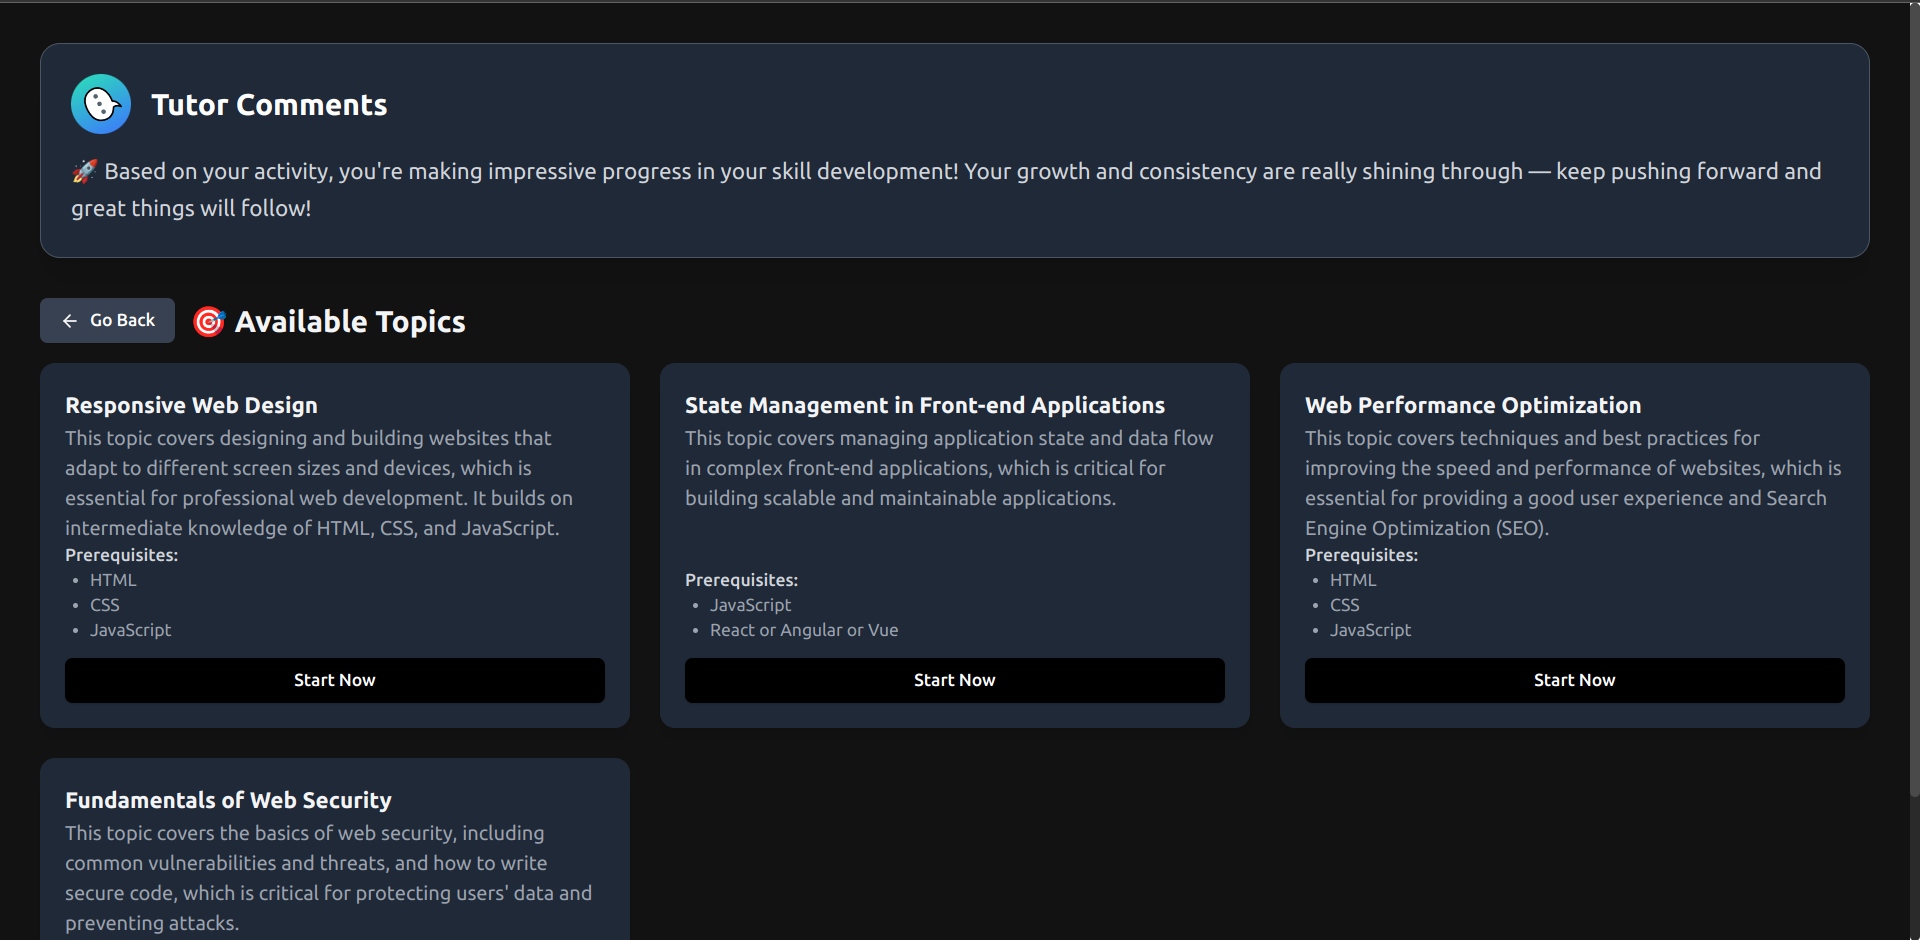 Tutor Comments
🚀 Based on your activity, you're making impressive progress in your skill development! Your growth and consistency are really shining through — keep pushing forward and
great things will follow!
← Go Back
🎯 Available Topics
Responsive Web Design
This topic covers designing and building websites that
adapt to different screen sizes and devices, which is
essential for professional web development. It builds on
intermediate knowledge of HTML, CSS, and JavaScript.
Prerequisites:
• HTML
• CSS
• JavaScript
Start Now
State Management in Front-end Applications
This topic covers managing application state and data flow
in complex front-end applications, which is critical for
building scalable and maintainable applications.
Prerequisites:
• JavaScript
• React or Angular or Vue
Start Now
Web Performance Optimization
This topic covers techniques and best practices for
improving the speed and performance of websites, which is
essential for providing a good user experience and Search
Engine Optimization (SEO).
Prerequisites:
• HTML
• CSS
• JavaScript
Start Now
Fundamentals of Web Security
This topic covers the basics of web security, including
common vulnerabilities and threats, and how to write
secure code, which is critical for protecting users' data and
preventing attacks.